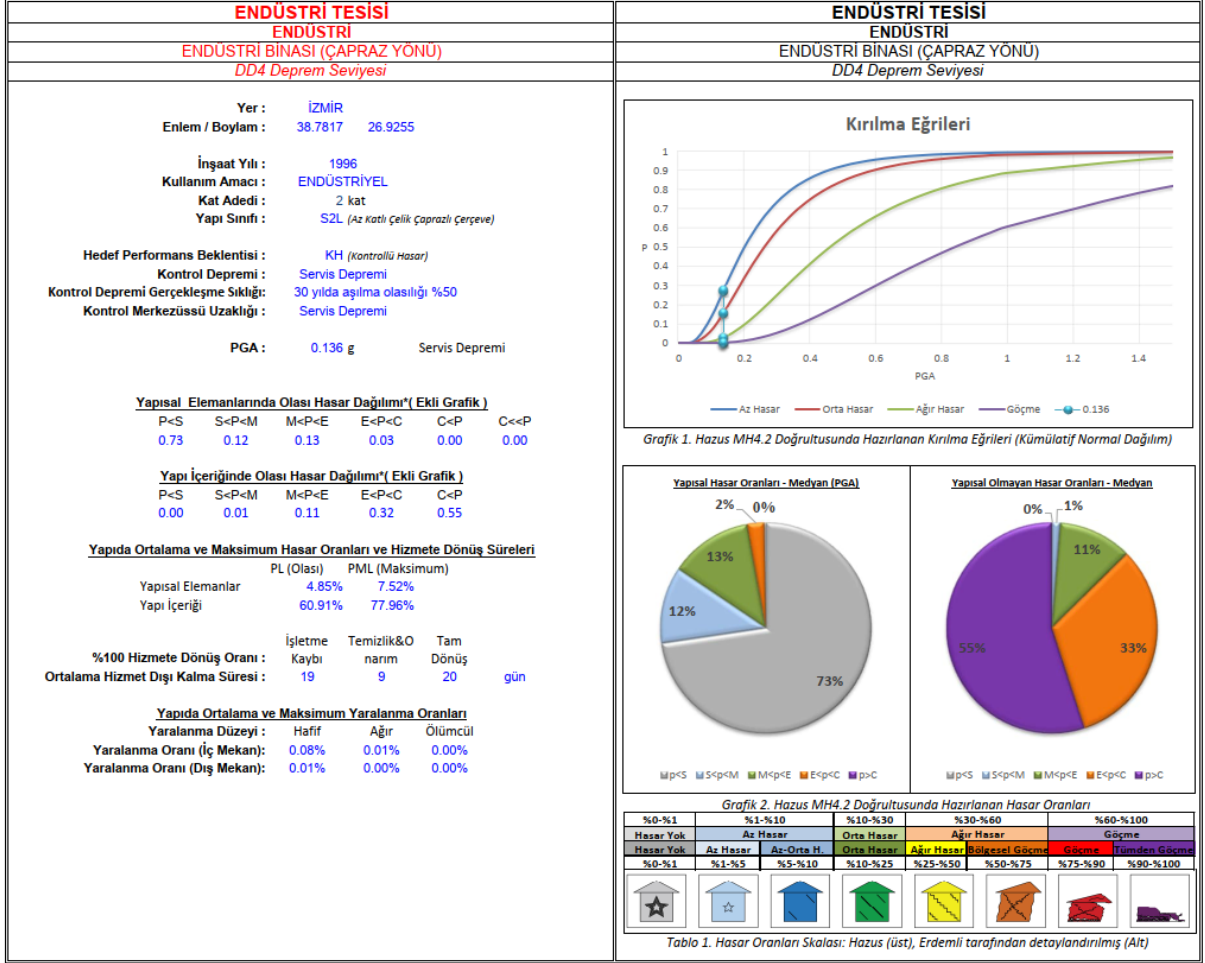 ENDÜSTRİ TESİSİ
ENDÜSTRİ
ENDÜSTRİ BİNASI (ÇAPRAZ YÖNÜ)
DD4 Deprem Seviyesi
Yer : İZMİR
Enlem / Boylam : 38.7817 26.9255
İnşaat Yılı : 1996
Kullanım Amacı : ENDÜSTRİYEL
Kat Adedi : 2 kat
Yapı Sınıfı : S2L (Az Katlı Çelik Çaprazlı Çerçeve)
Hedef Performans Beklentisi : KH (Kontrollü Hasar)
Kontrol Depremi : Servis Depremi
Kontrol Depremi Gerçekleşme Sıklığı: 30 yılda aşılma olasılığı %50
Kontrol Merkezüssü Uzaklığı : Servis Depremi
PGA : 0.136 g Servis Depremi
Yapısal Elemanlarında Olası Hasar Dağılımı*( Ekli Grafik )
P<S S<P<M M<P<E E<P<C C<P C<<P
0.73 0.12 0.13 0.03 0.00 0.00
Yapı İçeriğinde Olası Hasar Dağılımı*( Ekli Grafik )
P<S S<P<M M<P<E E<P<C C<P
0.00 0.01 0.11 0.32 0.55
Yapıda Ortalama ve Maksimum Hasar Oranları ve Hizmete Dönüş Süreleri
PL (Olası) PML (Maksimum)
Yapısal Elemanlar 4.85% 7.52%
Yapı İçeriği 60.91% 77.96%
İşletme Temizlik&O Tam
%100 Hizmete Dönüş Oranı : Kaybı narım Dönüş
Ortalama Hizmet Dışı Kalma Süresi : 19 9 20 gün
Yapıda Ortalama ve Maksimum Yaralanma Oranları
Yaralanma Düzeyi : Hafif Ağır Ölümcül
Yaralanma Oranı (İç Mekan): 0.08% 0.01% 0.00%
Yaralanma Oranı (Dış Mekan): 0.01% 0.00% 0.00%
ENDÜSTRİ TESİSİ
ENDÜSTRİ
ENDÜSTRİ BİNASI (ÇAPRAZ YÖNÜ)
DD4 Deprem Seviyesi
Kırılma Eğrileri
1
0.9
0.8
0.7
0.6
P 0.5
0.4
0.3
0.2
0.1
0
0 0.2 0.4 0.6 0.8 1 1.2 1.4
PGA
Az Hasar Orta Hasar Ağır Hasar Göçme 0.136
Grafik 1. Hazus MH4.2 Doğrultusunda Hazırlanan Kırılma Eğrileri (Kümülatif Normal Dağılım)
Yapısal Hasar Oranları - Medyan (PGA)
2% 0%
13%
12%
73%
p<S S<p<M M<p<E E<p<C p>C
Yapısal Olmayan Hasar Oranları - Medyan
0% 1%
11%
55% 33%
p<S S<p<M M<p<E E<p<C p>C
Grafik 2. Hazus MH4.2 Doğrultusunda Hazırlanan Hasar Oranları
%0-%1 %1-%10 %10-%30 %30-%60 %60-%100
Hasar Yok Az Hasar Orta Hasar Ağır Hasar Göçme
Hasar Yok Az Hasar Az-Orta H. Orta Hasar Ağır Hasar Bölgesel Göçme Göçme Tümden Göçme
%0-%1 %1-%5 %5-%10 %10-%25 %25-%50 %50-%75 %75-%90 %90-%100
Tablo 1. Hasar Oranları Skalası: Hazus (üst), Erdemli tarafından detaylandırılmış (Alt)